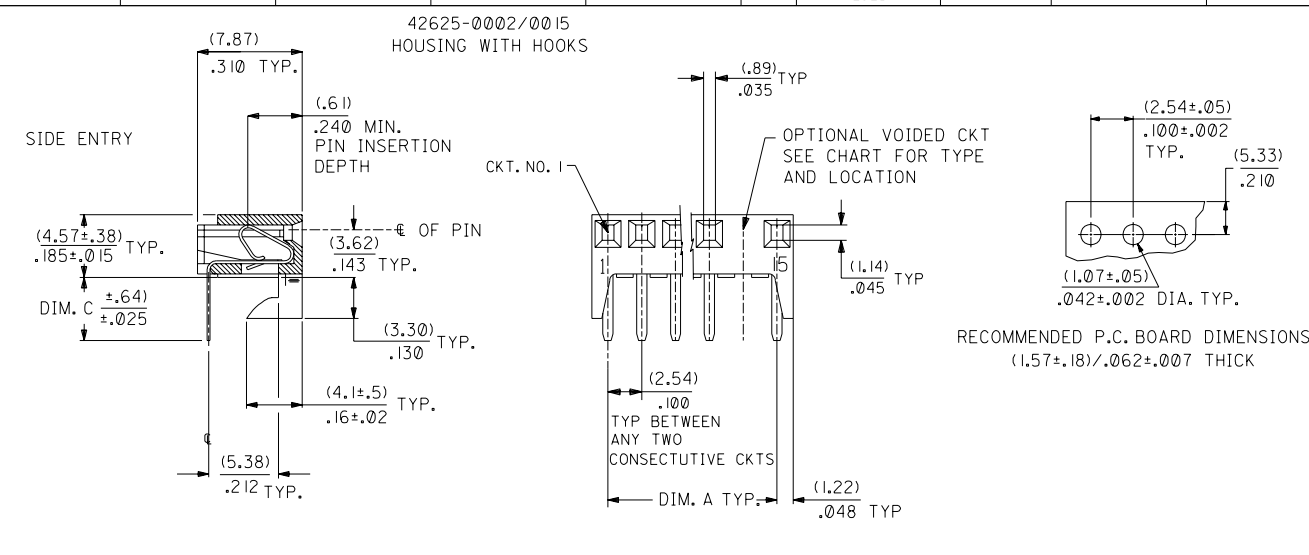 42625-0002/0015
HOUSING WITH HOOKS
(7.87)
.310 TYP.
SIDE ENTRY
(.61)
.240 MIN.
PIN INSERTION
DEPTH
℄ OF PIN
(4.57±.38)
.185±.015 TYP.
(3.62)
.143 TYP.
DIM. C ±.64)
±.025
(3.30)
.130 TYP.
(4.1±.5)
.16±.02 TYP.
℄
(5.38)
.212 TYP.
(.89)
.035 TYP
CKT. NO. 1
OPTIONAL VOIDED CKT
SEE CHART FOR TYPE
AND LOCATION
1
15
(1.14)
.045 TYP
(2.54)
.100
TYP BETWEEN
ANY TWO
CONSECTUTIVE CKTS
DIM. A TYP.
(1.22)
.048 TYP
(2.54±.05)
.100±.002
TYP.
(5.33)
.210
(1.07±.05)
.042±.002 DIA. TYP.
RECOMMENDED P.C. BOARD DIMENSIONS
(1.57±.18)/.062±.007 THICK